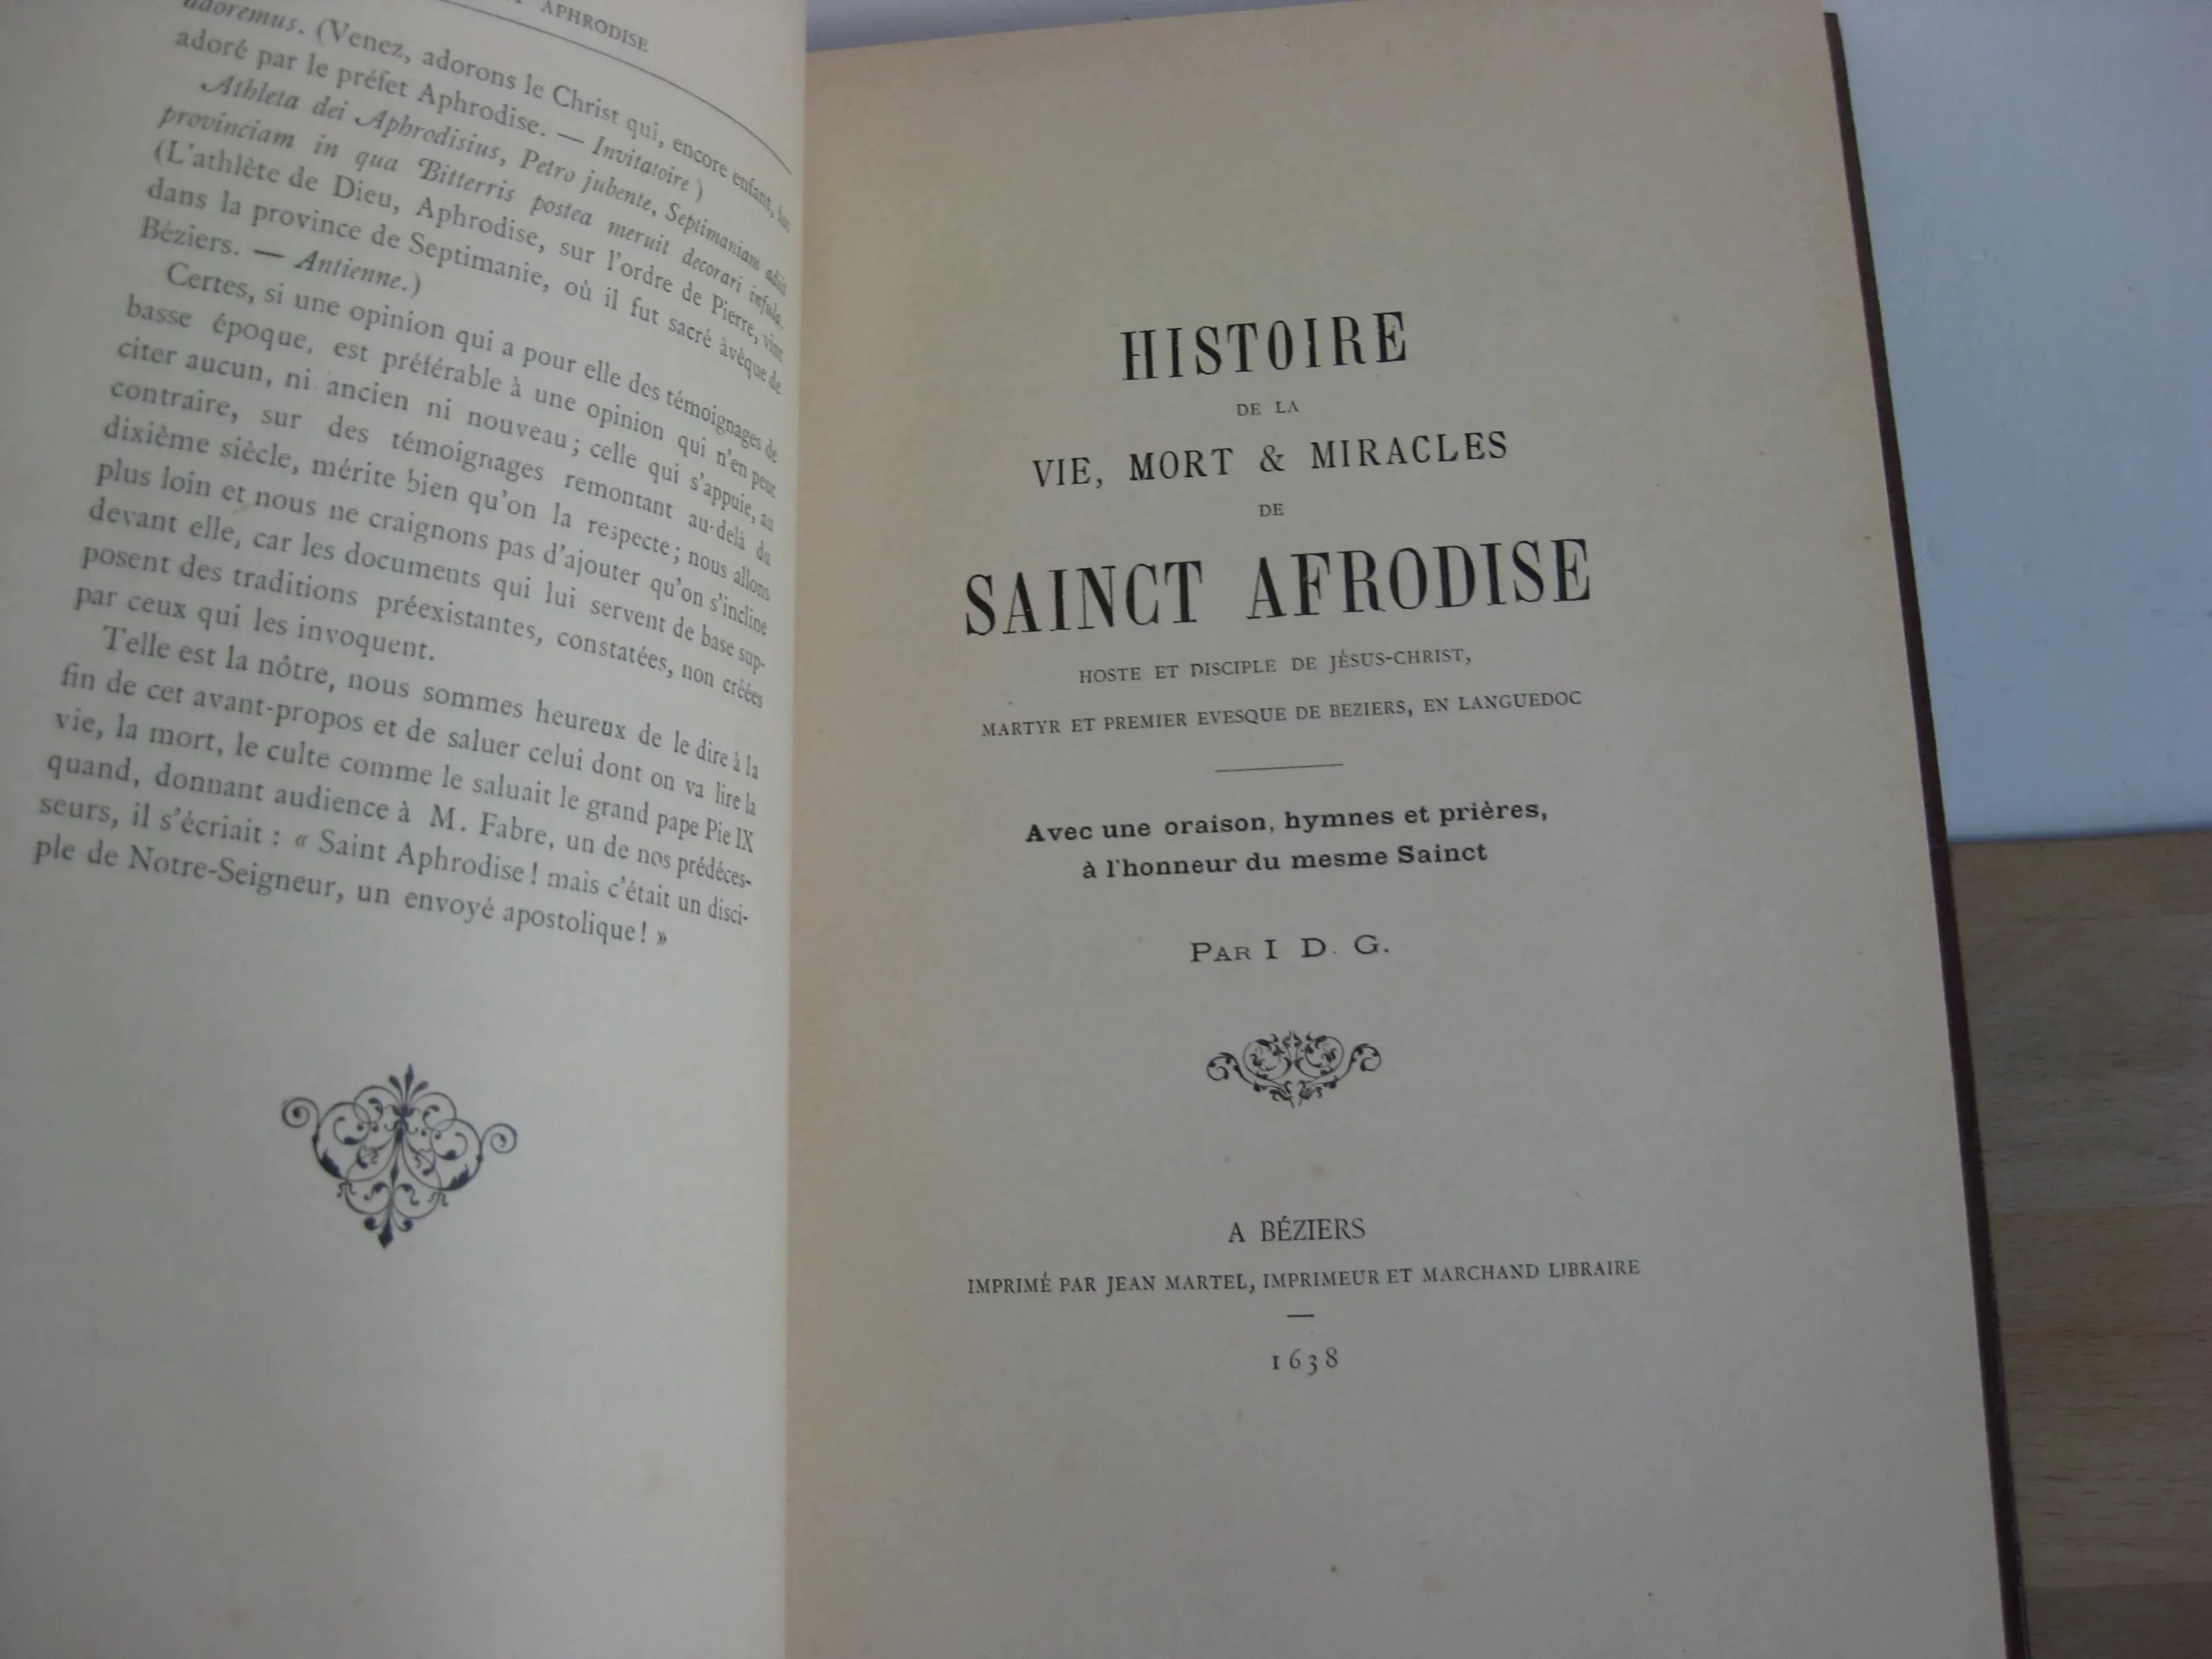 APHRODISE
adoremus. (Venez, adorons le Christ qui, encore enfant, fut
adoré par le préfet Aphrodise. — Invitatoire )
Athleta dei Aphrodisius, Petro jubente, Septimaniam adiit
provinciam in qua Bitterris postea meruit decorari infula.
(L'athlète de Dieu, Aphrodise, sur l'ordre de Pierre, vint
dans la province de Septimanie, où il fut sacré àvêque de
Béziers. — Antienne.)
Certes, si une opinion qui a pour elle des témoignages de
basse époque, est préférable à une opinion qui n'en peut
citer aucun, ni ancien ni nouveau ; celle qui s'appuie, au
contraire, sur des témoignages remontant au-delà du
dixième siècle, mérite bien qu'on la respecte ; nous allons
plus loin et nous ne craignons pas d'ajouter qu'on s'incline
devant elle, car les documents qui lui servent de base sup-
posent des traditions préexistantes, constatées, non créées
par ceux qui les invoquent.
Telle est la nôtre, nous sommes heureux de le dire à la
fin de cet avant-propos et de saluer celui dont on va lire la
vie, la mort, le culte comme le saluait le grand pape Pie IX
quand, donnant audience à M. Fabre, un de nos prédéces-
seurs, il s'écriait : « Saint Aphrodise ! mais c'était un disci-
ple de Notre-Seigneur, un envoyé apostolique ! »
HISTOIRE
DE LA
VIE, MORT & MIRACLES
DE
SAINCT AFRODISE
HOSTE ET DISCIPLE DE JÉSUS-CHRIST,
MARTYR ET PREMIER EVESQUE DE BEZIERS, EN LANGUEDOC
Avec une oraison, hymnes et prières,
à l'honneur du mesme Sainct
PAR I D. G.
A BÉZIERS
IMPRIMÉ PAR JEAN MARTEL, IMPRIMEUR ET MARCHAND LIBRAIRE
1638